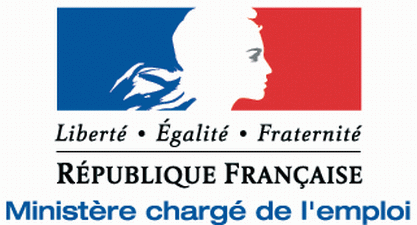 Liberté • Égalité • Fraternité
RÉPUBLIQUE FRANÇAISE
Ministère chargé de l'emploi